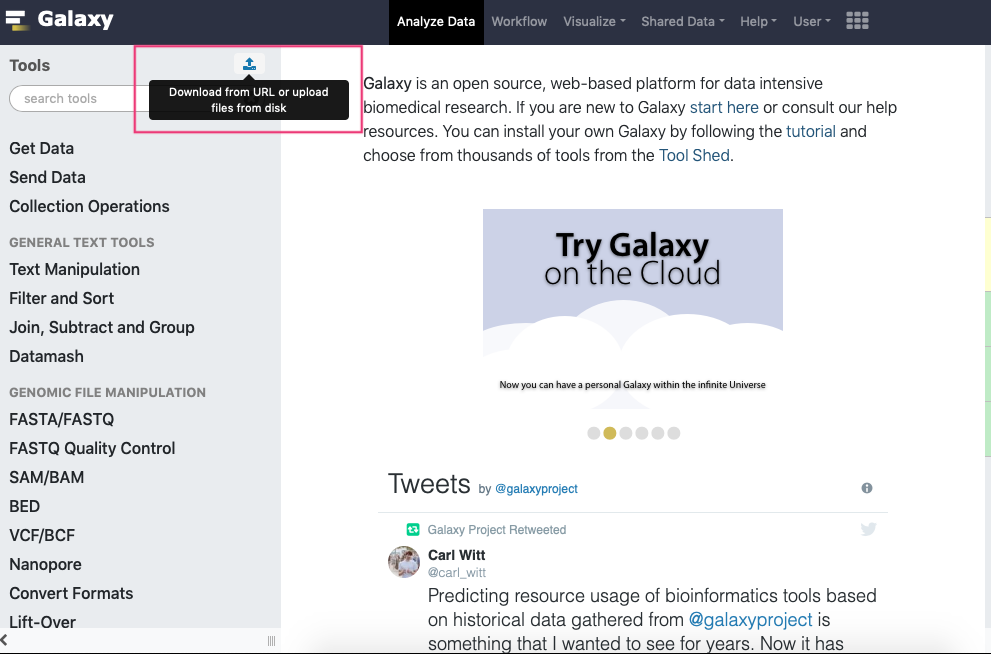 Galaxy
Analyze Data Workflow Visualize Shared Data Help User
Tools
Download from URL or upload
files from disk
search tools
Get Data
Send Data
Collection Operations
GENERAL TEXT TOOLS
Text Manipulation
Filter and Sort
Join, Subtract and Group
Datamash
GENOMIC FILE MANIPULATION
FASTA/FASTQ
FASTQ Quality Control
SAM/BAM
BED
VCF/BCF
Nanopore
Convert Formats
Lift-Over
Galaxy is an open source, web-based platform for data intensive
biomedical research. If you are new to Galaxy start here or consult our help
resources. You can install your own Galaxy by following the tutorial and
choose from thousands of tools from the Tool Shed.
Try Galaxy
on the Cloud
Now you can have a personal Galaxy within the infinite Universe
Tweets by @galaxyproject
Galaxy Project Retweeted
Carl Witt
@carl_witt
Predicting resource usage of bioinformatics tools based
on historical data gathered from @galaxyproject is
something that I wanted to see for years. Now it has